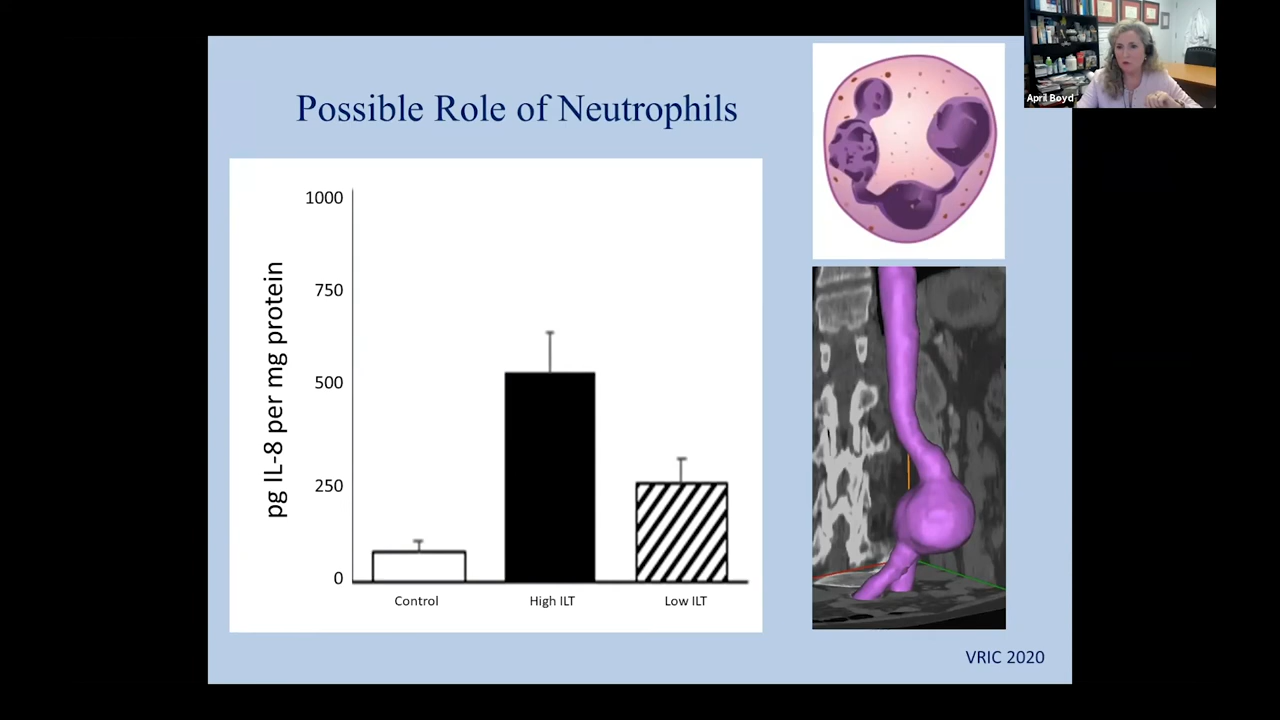 April Boyd
Possible Role of Neutrophils
pg IL-8 per mg protein
1000
750
500
250
0
Control
High ILT
Low ILT
VRIC 2020